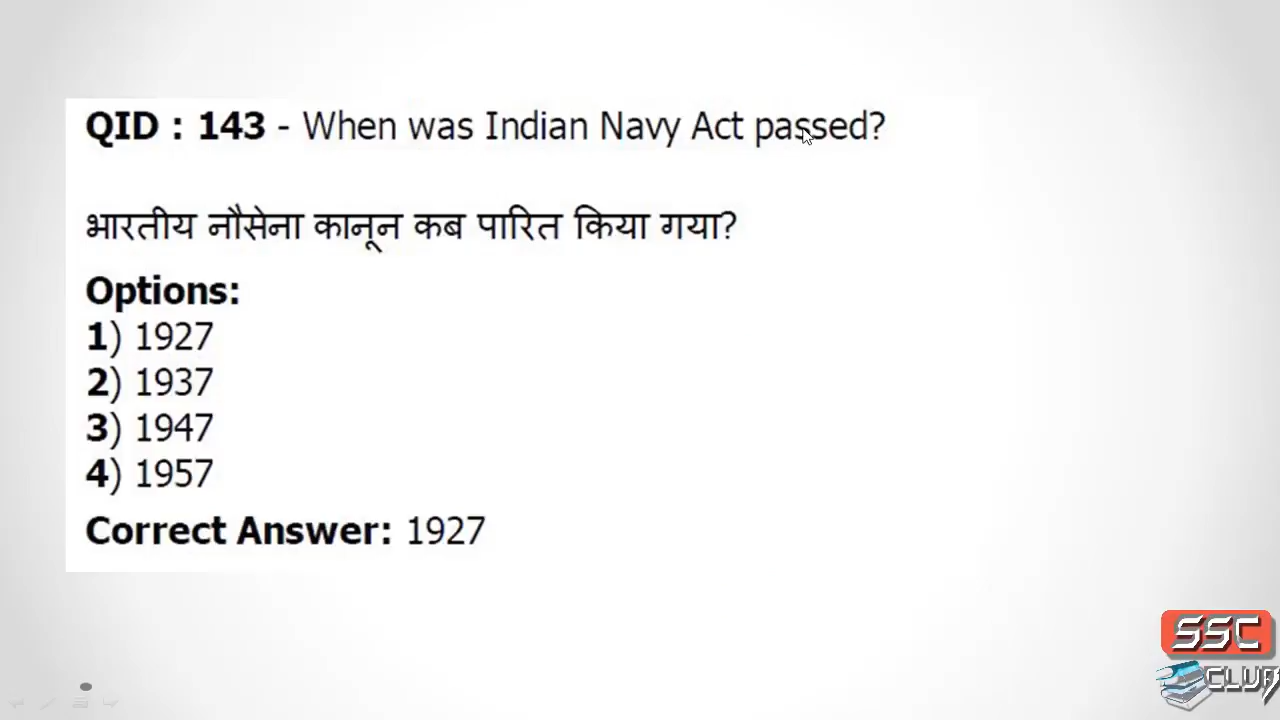 QID : 143 - When was Indian Navy Act passed?
भारतीय नौसेना कानून कब पारित किया गया?
Options:
1) 1927
2) 1937
3) 1947
4) 1957
Correct Answer: 1927
SSC
CLUB